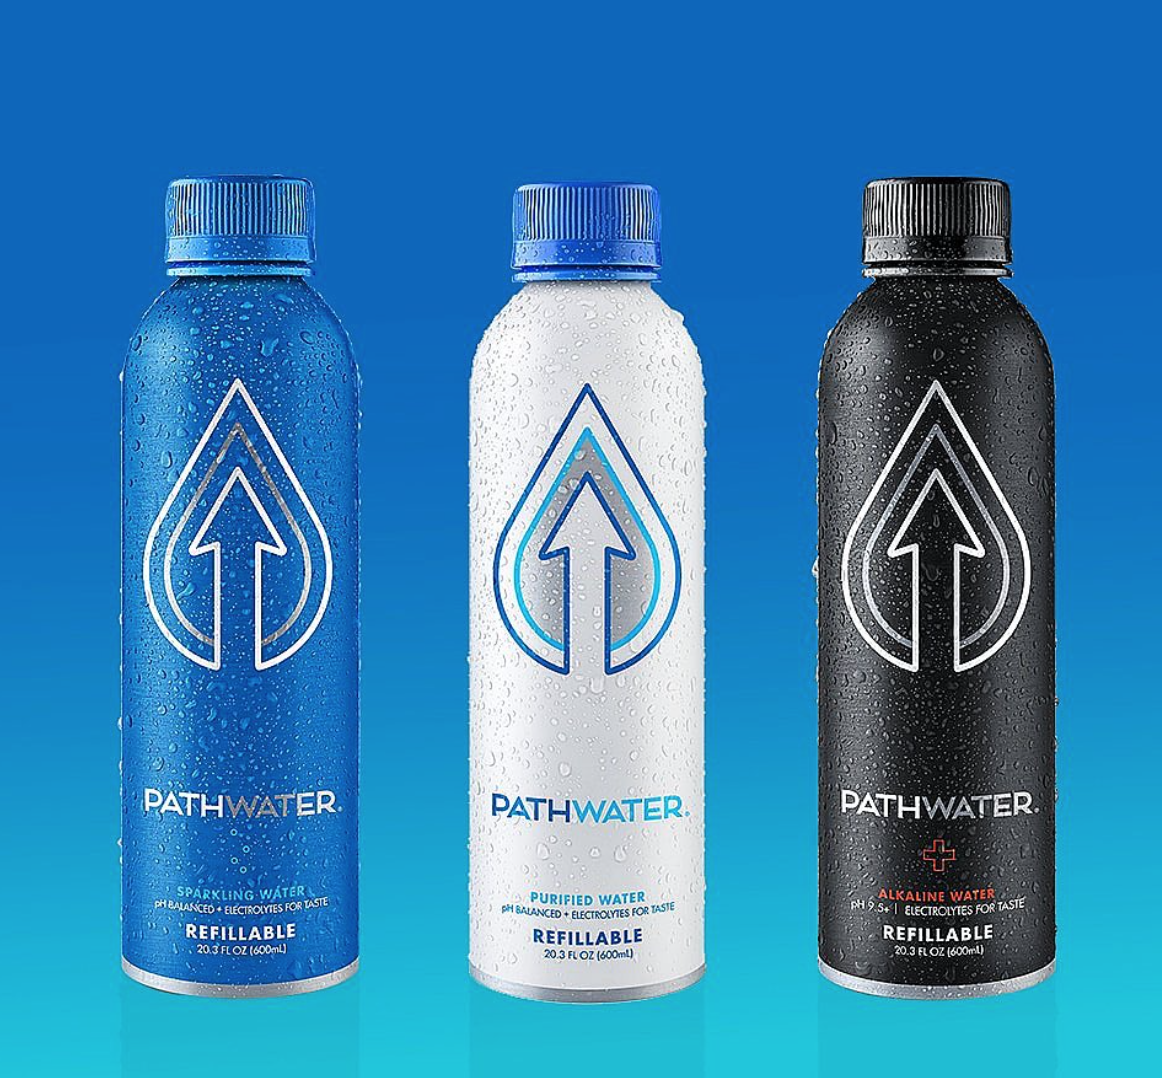 PATHWATER®
SPARKLING WATER
pH BALANCED + ELECTROLYTES FOR TASTE
REFILLABLE
20.3 FL OZ (600mL)
PATHWATER®
PURIFIED WATER
pH BALANCED + ELECTROLYTES FOR TASTE
REFILLABLE
20.3 FL OZ (600mL)
PATHWATER®
ALKALINE WATER
pH 9.5+ | ELECTROLYTES FOR TASTE
REFILLABLE
20.3 FL OZ (600mL)